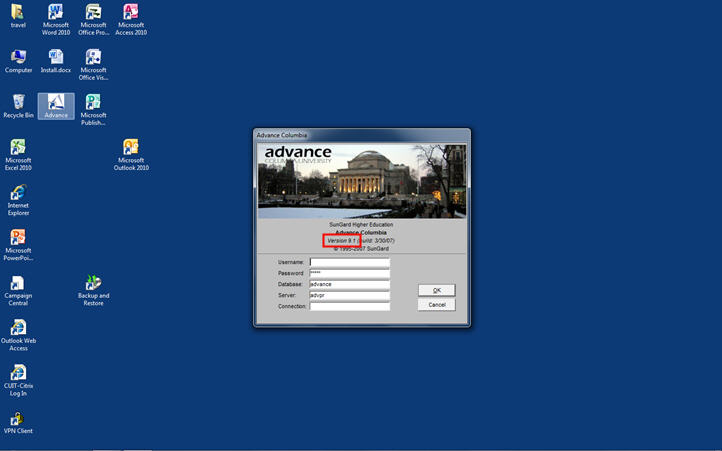 travel
Microsoft
Word 2010
Microsoft
Office Pro...
Microsoft
Access 2010
Computer
Install.docx
Microsoft
Office Vis...
Recycle Bin
Advance
Microsoft
Publish...
Microsoft
Excel 2010
Microsoft
Outlook 2010
Internet
Explorer
Microsoft
PowerPoi...
Campaign
Central
Backup and
Restore
Outlook Web
Access
CUIT-Citrix
Log In
VPN Client
Advance Columbia
advance
COLUMBIA UNIVERSITY
SunGard Higher Education
Advance Columbia
Version 9.1 (build: 3/30/07)
© 1995-2007 SunGard
Username:
Password *****
Database: advance
Server: advpr
Connection:
OK
Cancel